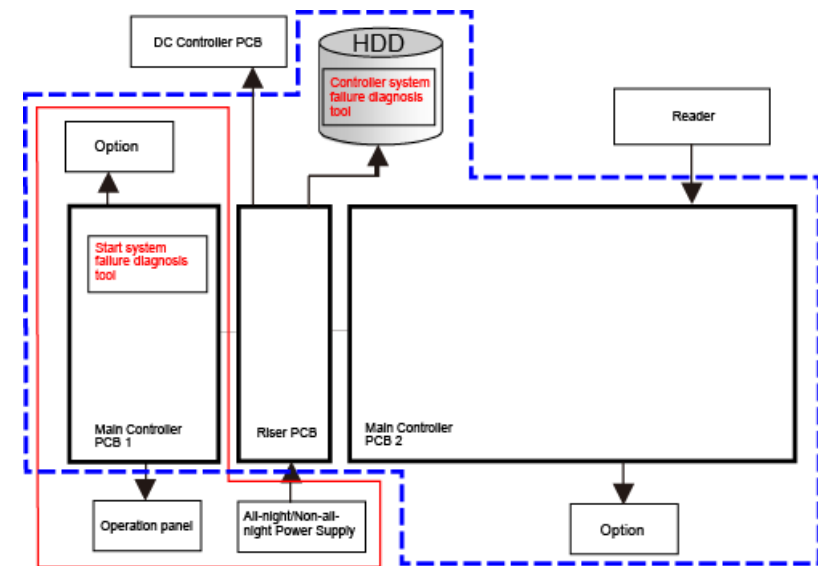 DC Controller PCB
HDD
Controller system
failure diagnosis
tool
Reader
Option
Start system
failure diagnosis
tool
Main Controller
PCB 1
Riser PCB
Main Controller
PCB 2
Operation panel
All-night/Non-all-
night Power Supply
Option